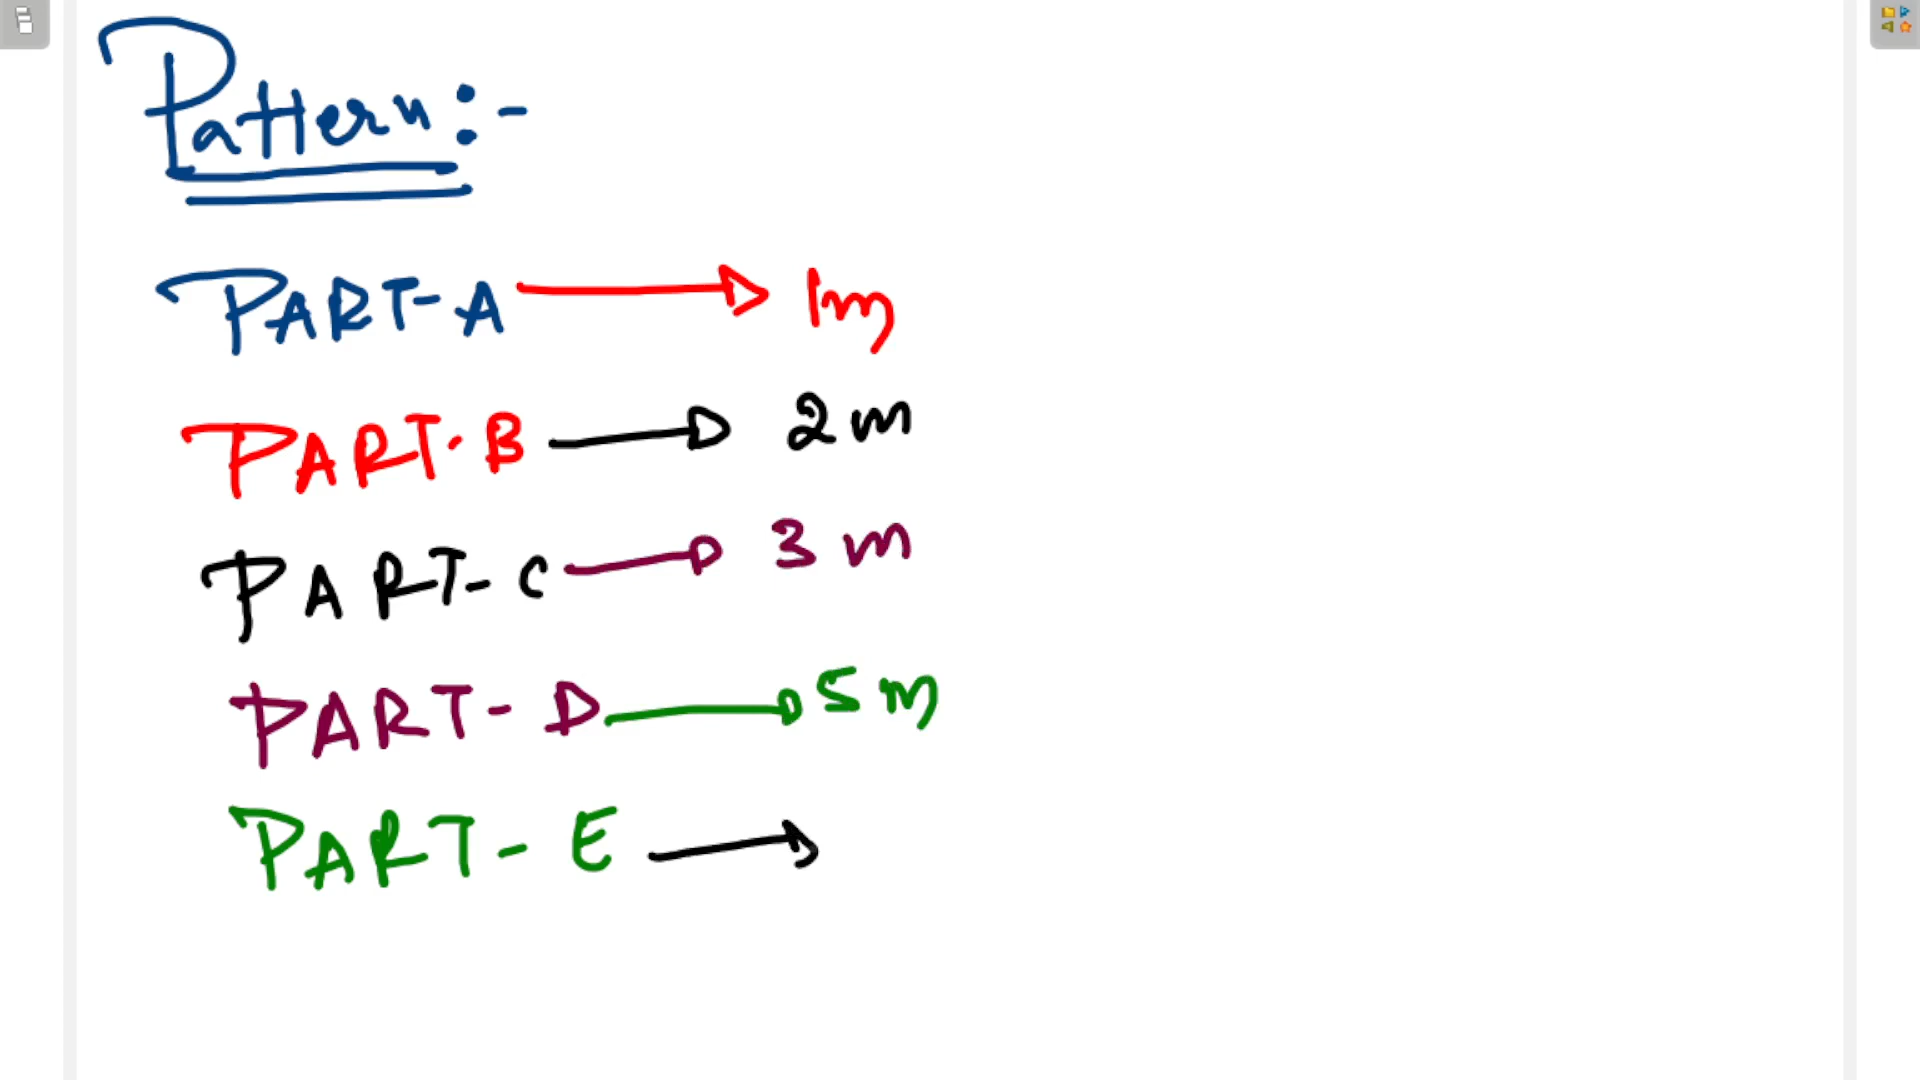 Pattern:-
PART-A → 1m
PART-B → 2m
PART-C → 3m
PART-D → 5m
PART-E →